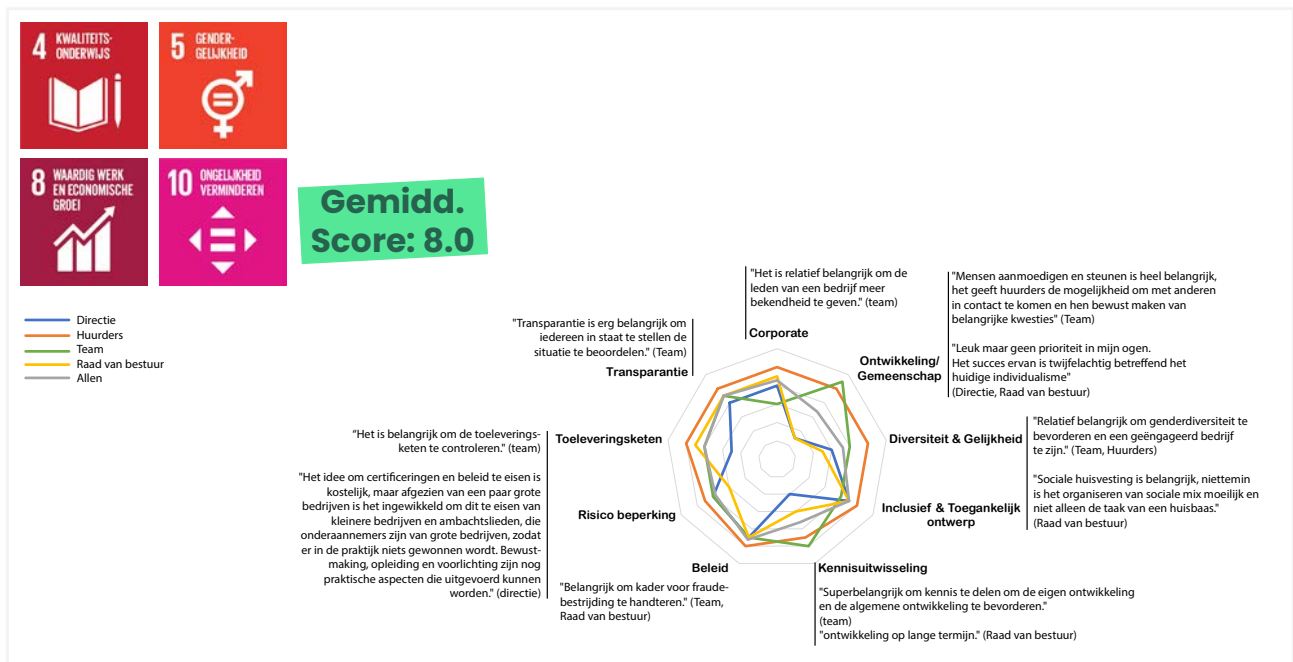 4 KWALITEITS-
ONDERWIJS
5 GENDER-
GELIJKHEID
8 WAARDIG WERK
EN ECONOMISCHE
GROEI
10 ONGELIJKHEID
VERMINDEREN
Gemidd.
Score: 8.0
Directie
Huurders
Team
Raad van bestuur
Allen
"Het is relatief belangrijk om de
leden van een bedrijf meer
bekendheid te geven." (team)
Corporate
"Mensen aanmoedigen en steunen is heel belangrijk,
het geeft huurders de mogelijkheid om met anderen
in contact te komen en hen bewust maken van
belangrijke kwesties" (Team)
"Leuk maar geen prioriteit in mijn ogen.
Het succes ervan is twijfelachtig betreffend het
huidige individualisme"
(Directie, Raad van bestuur)
Ontwikkeling/
Gemeenschap
"Transparantie is erg belangrijk om
iedereen in staat te stellen de
situatie te beoordelen." (Team)
Transparantie
Diversiteit & Gelijkheid
"Relatief belangrijk om genderdiversiteit te
bevorderen en een geëngageerd bedrijf
te zijn." (Team, Huurders)
"Sociale huisvesting is belangrijk, niettemin
is het organiseren van sociale mix moeilijk en
niet alleen de taak van een huisbaas."
(Raad van bestuur)
"Het is belangrijk om de toeleverings-
keten te controleren." (team)
Toeleveringsketen
"Het idee om certificeringen en beleid te eisen is
kostelijk, maar afgezien van een paar grote
bedrijven is het ingewikkeld om dit te eisen van
kleinere bedrijven en ambachtslieden, die
onderaannemers zijn van grote bedrijven, zodat
er in de praktijk niets gewonnen wordt. Bewust-
making, opleiding en voorlichting zijn nog
praktische aspecten die uitgevoerd kunnen
worden." (directie)
Risico beperking
Inclusief & Toegankelijk
ontwerp
Beleid
"Belangrijk om kader voor fraude-
bestrijding te handteren." (Team,
Raad van bestuur)
Kennisuitwisseling
"Superbelangrijk om kennis te delen om de eigen ontwikkeling
en de algemene ontwikkeling te bevorderen."
(team)
"ontwikkeling op lange termijn." (Raad van bestuur)